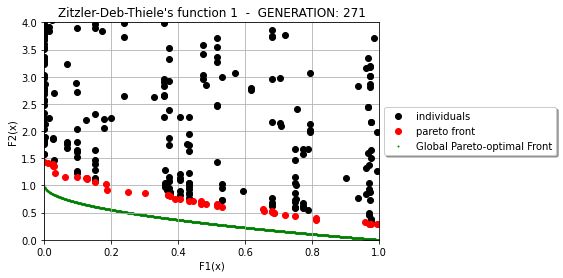 Zitzler-Deb-Thiele's function 1 - GENERATION: 271
4.0
3.5
3.0
2.5
2.0
1.5
1.0
0.5
0.0
F2(x)
0.0 0.2 0.4 0.6 0.8 1.0
F1(x)
individuals
pareto front
Global Pareto-optimal Front